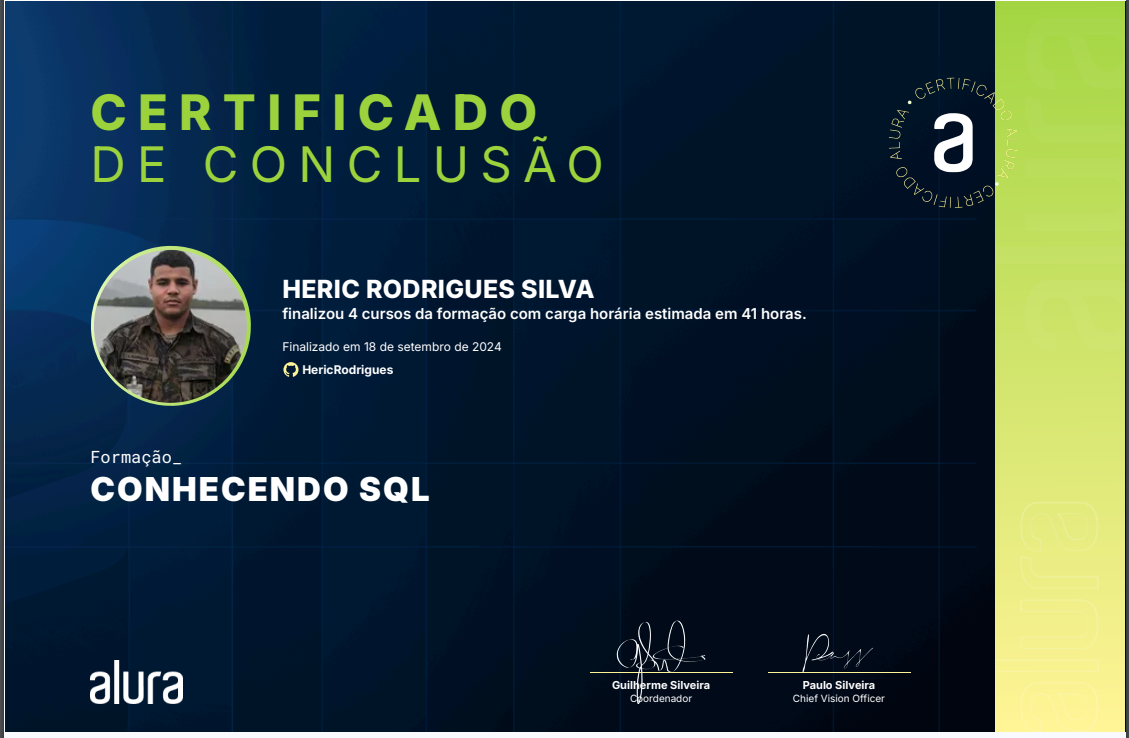 CERTIFICADO
DE CONCLUSÃO
CERTIFICADO ALURA • CERTIFICADO ALURA •
a
HERIC RODRIGUES SILVA
finalizou 4 cursos da formação com carga horária estimada em 41 horas.
Finalizado em 18 de setembro de 2024
HericRodrigues
Formação_
CONHECENDO SQL
alura
Guilherme Silveira
Coordenador
Paulo Silveira
Chief Vision Officer
alura
alura